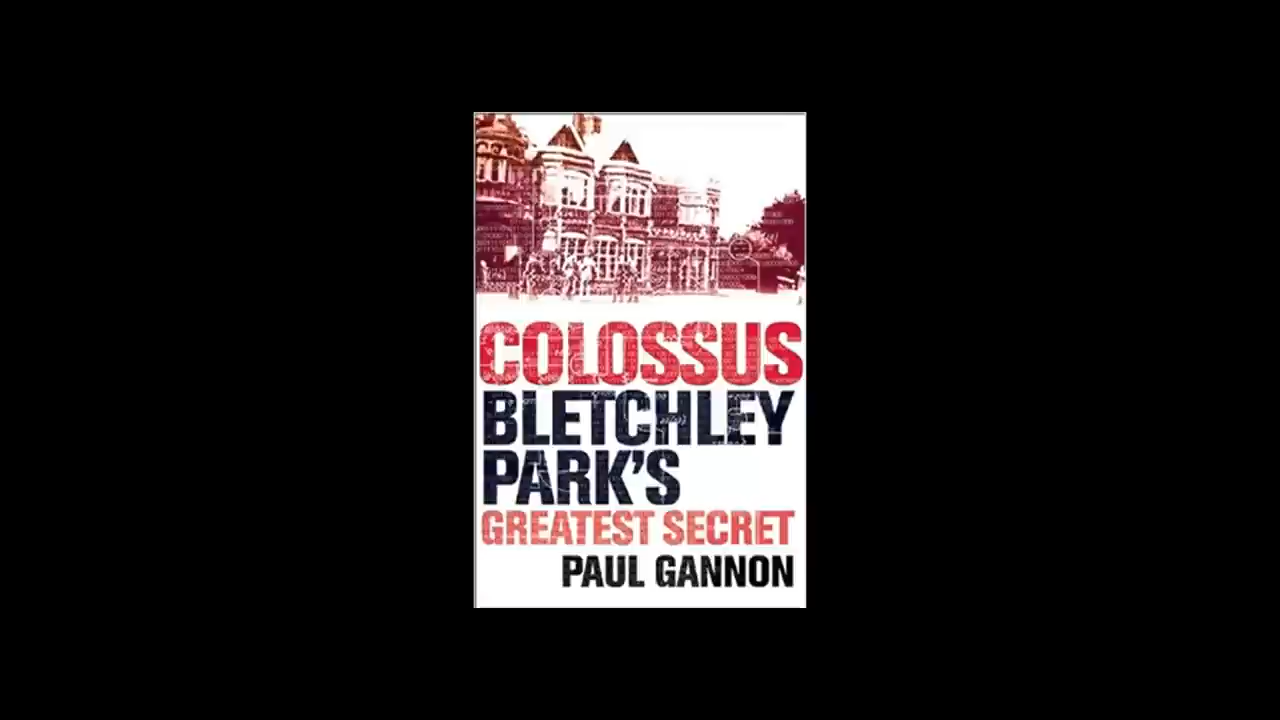 COLOSSUS
BLETCHLEY
PARK'S
GREATEST SECRET
PAUL GANNON